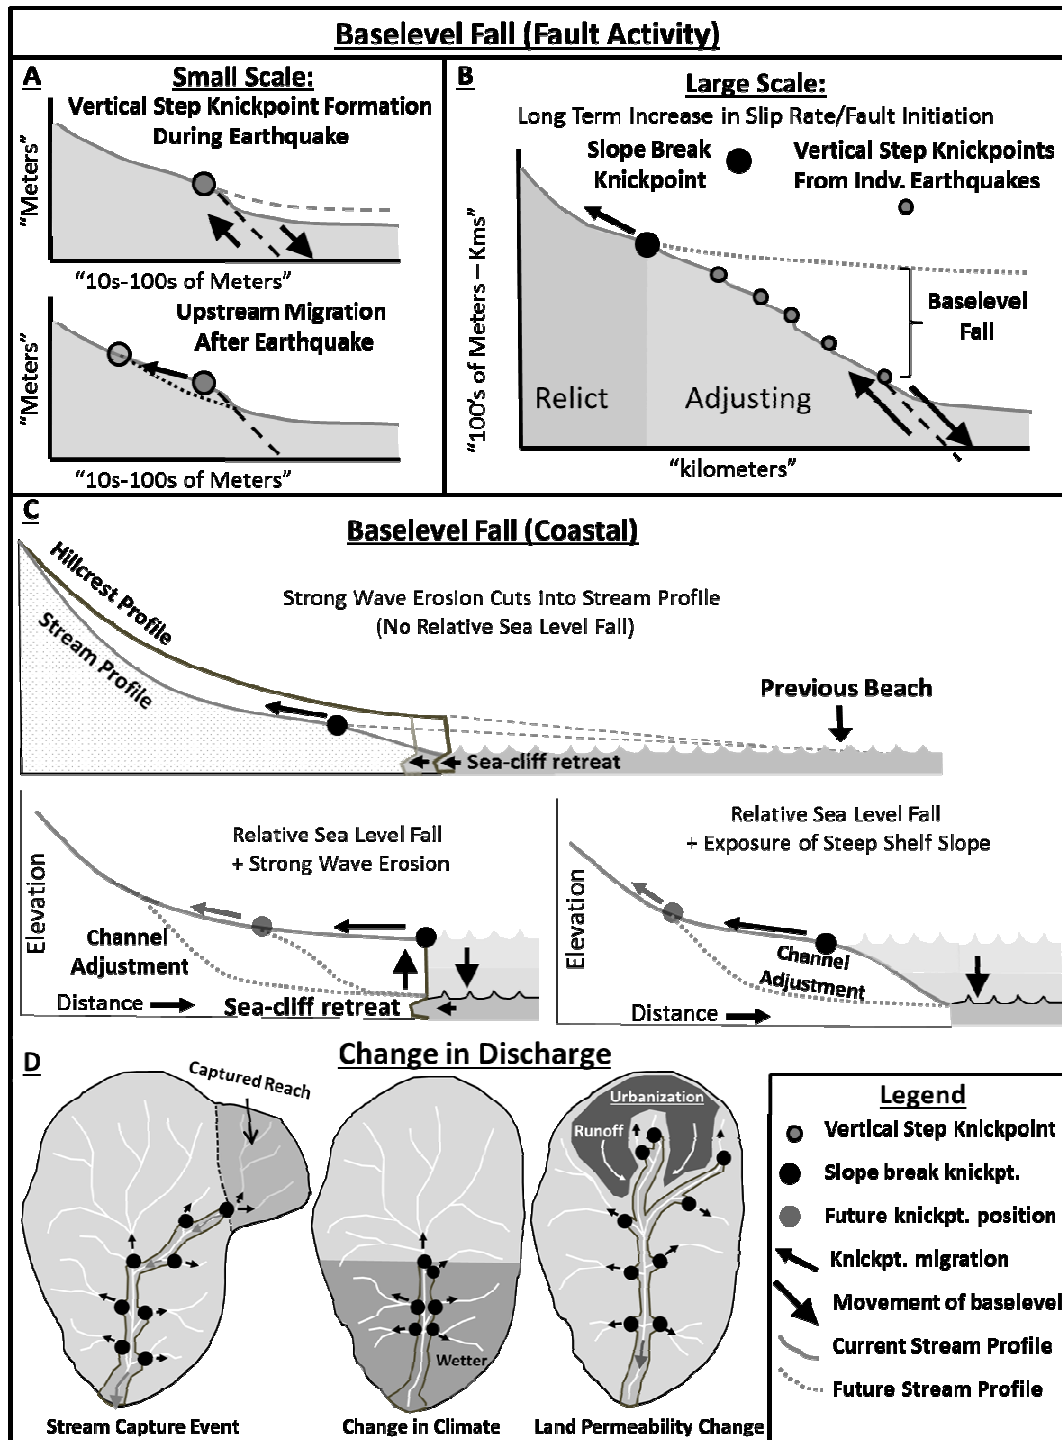 Baselevel Fall (Fault Activity)
A
Small Scale:
Vertical Step Knickpoint Formation
During Earthquake
"Meters"
"10s-100s of Meters"
Upstream Migration
After Earthquake
"Meters"
"10s-100s of Meters"
B
Large Scale:
Long Term Increase in Slip Rate/Fault Initiation
Slope Break
Knickpoint
Vertical Step Knickpoints
From Indv. Earthquakes
"100's of Meters – Kms"
Baselevel
Fall
Relict
Adjusting
"kilometers"
C
Baselevel Fall (Coastal)
Hillcrest Profile
Stream Profile
Strong Wave Erosion Cuts into Stream Profile
(No Relative Sea Level Fall)
Previous Beach
Sea-cliff retreat
Relative Sea Level Fall
+ Strong Wave Erosion
Elevation
Channel
Adjustment
Distance
Sea-cliff retreat
Relative Sea Level Fall
+ Exposure of Steep Shelf Slope
Elevation
Channel
Adjustment
Distance
D
Change in Discharge
Captured Reach
Stream Capture Event
Wetter
Change in Climate
Urbanization
Runoff
Land Permeability Change
Legend
Vertical Step Knickpoint
Slope break knickpt.
Future knickpt. position
Knickpt. migration
Movement of baselevel
Current Stream Profile
Future Stream Profile